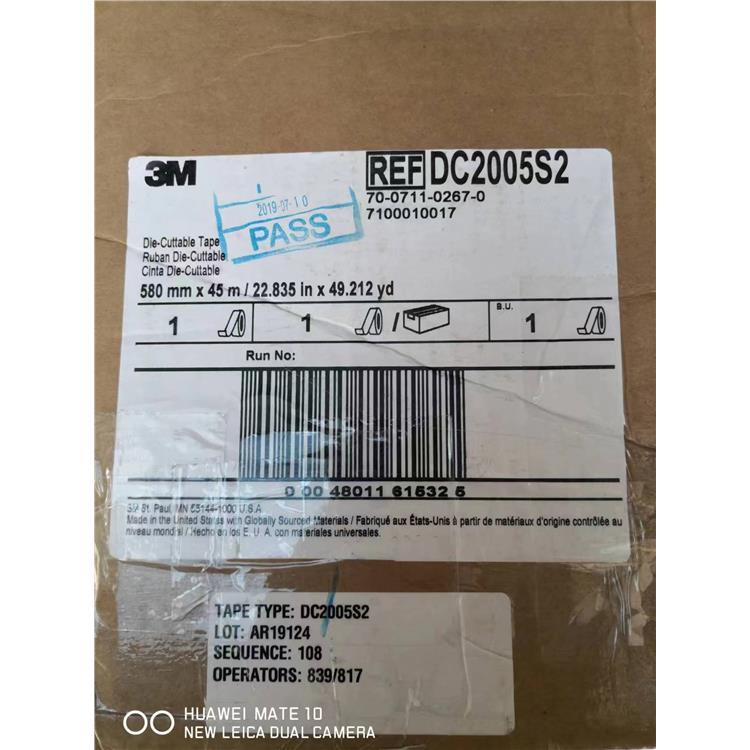 3M
REF DC2005S2
70-0711-0267-0
7100010017
2019-07-10
PASS
Die-Cuttable Tape
Ruban Die-Cuttable
Cinta Die-Cuttable
580 mm x 45 m / 22.835 in x 49.212 yd
1 1 / B.U. 1
Run No:
0 00 48011 61532 5
3M St. Paul, MN 55144-1000 U.S.A
Made in the United States with Globally Sourced Materials / Fabriqué aux États-Unis à partir de matériaux d'origine contrôlée au
niveau mondial / Hecho en los E. U. A. con materiales universales.
TAPE TYPE: DC2005S2
LOT: AR19124
SEQUENCE: 108
OPERATORS: 839/817
HUAWEI MATE 10
NEW LEICA DUAL CAMERA